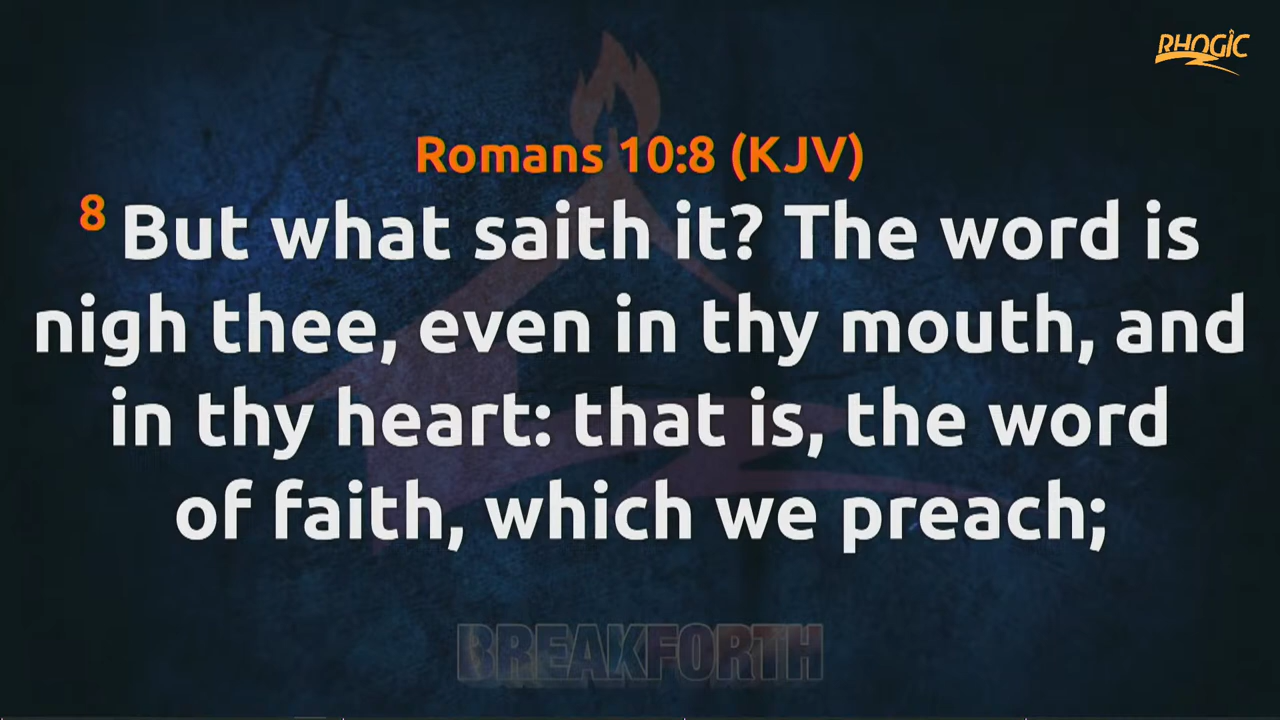 RHOGIC
Romans 10:8 (KJV)
8 But what saith it? The word is
nigh thee, even in thy mouth, and
in thy heart: that is, the word
of faith, which we preach;
BREAKFORTH